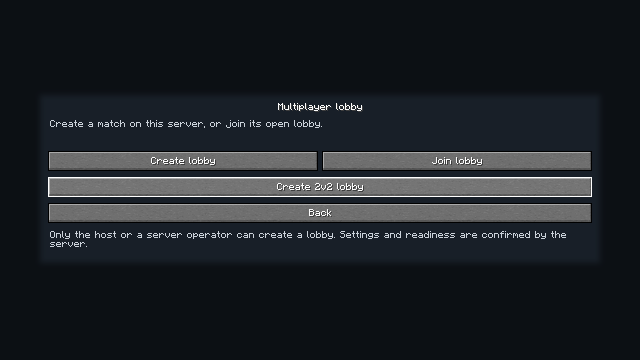 Multiplayer lobby
Create a match on this server, or join its open lobby.
Create lobby
Join lobby
Create 2v2 lobby
Back
Only the host or a server operator can create a lobby. Settings and readiness are confirmed by the
server.